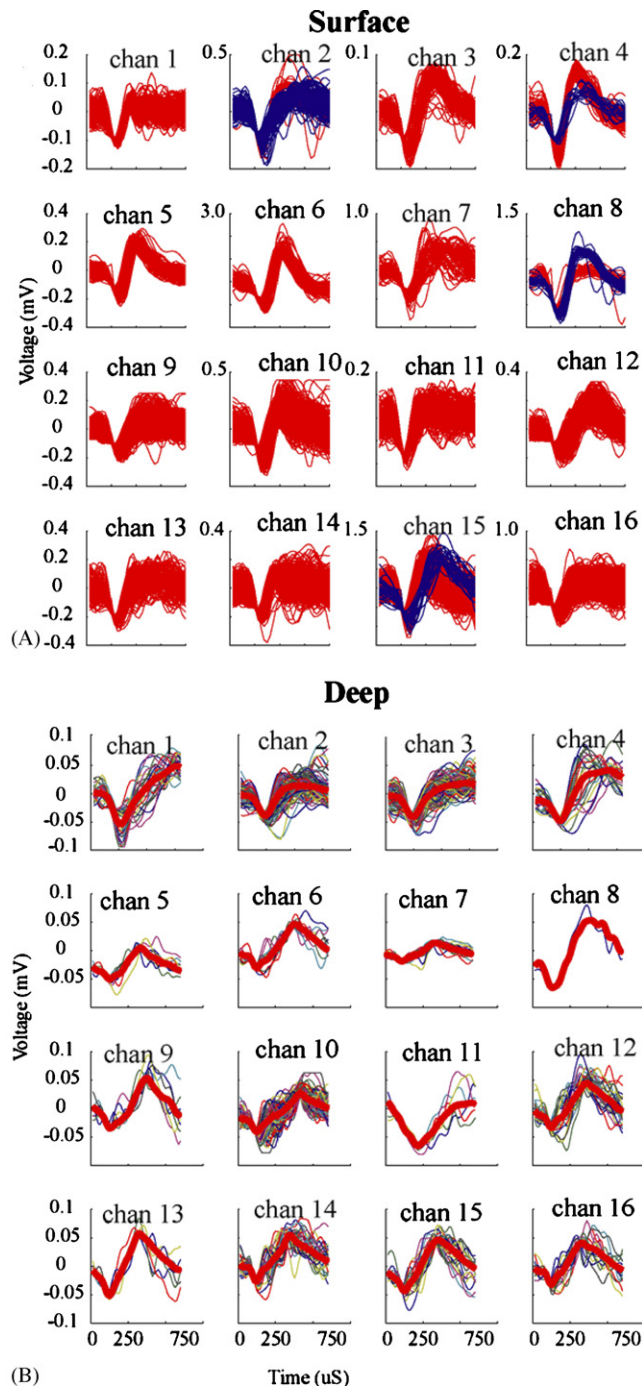 Surface
chan 1 chan 2 chan 3 chan 4
0.2 0.5 0.1 0.2
0.1
0
-0.1
-0.2
chan 5 chan 6 chan 7 chan 8
0.4 3.0 1.0 1.5
0.2
0
-0.2
-0.4
Voltage (mV)
chan 9 chan 10 chan 11 chan 12
0.4 0.5 0.2 0.4
0.2
0
-0.2
-0.4
chan 13 chan 14 chan 15 chan 16
0.4 0.4 1.5 1.0
0.2
0
-0.2
0.4
(A)
Deep
chan 1 chan 2 chan 3 chan 4
0.1
0.05
0
-0.05
-0.1
chan 5 chan 6 chan 7 chan 8
0.1
0.05
0
-0.05
Voltage (mV)
chan 9 chan 10 chan 11 chan 12
0.1
0.05
0
-0.05
chan 13 chan 14 chan 15 chan 16
0.1
0.05
0
-0.05
-0.1
0 250 750 0 250 750 0 250 750 0 250 750
(B) Time (uS)